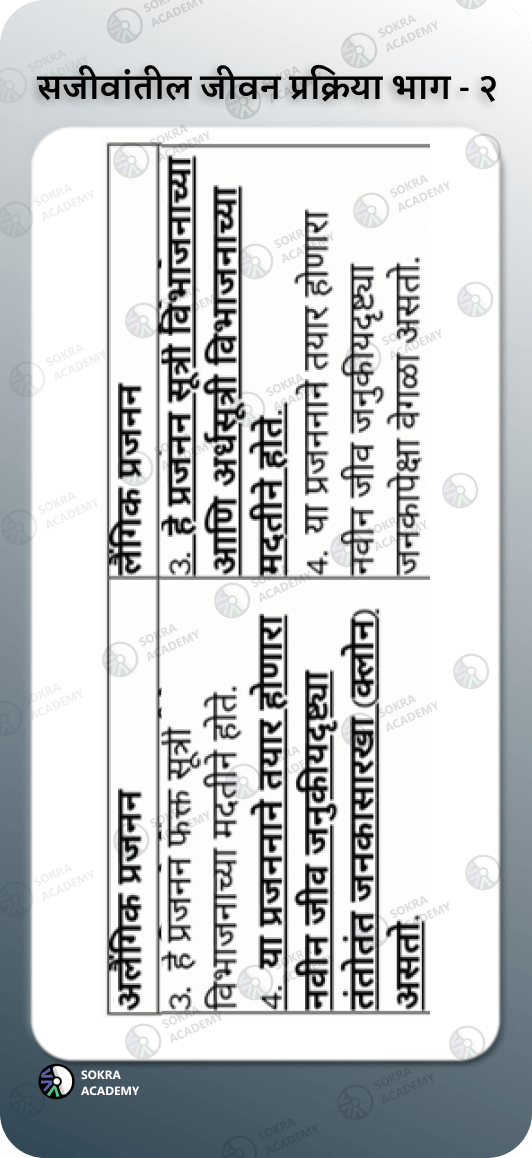 सजीवांतील जीवन प्रक्रिया भाग - २
अलैंगिक प्रजनन
3. हे प्रजनन फक्त सूत्री
विभाजनाच्या मदतीने होते.
4. या प्रजननाने तयार होणारा
नवीन जीव जनुकीयदृष्ट्या
तंतोतंत जनकासारखा (क्लोन)
असतो.
लैंगिक प्रजनन
3. हे प्रजनन सूत्री विभाजनाच्या
आणि अर्धसूत्री विभाजनाच्या
मदतीने होते.
4. या प्रजननाने तयार होणारा
नवीन जीव जनुकीयदृष्ट्या
जनकापेक्षा वेगळा असतो.
SOKRA
ACADEMY